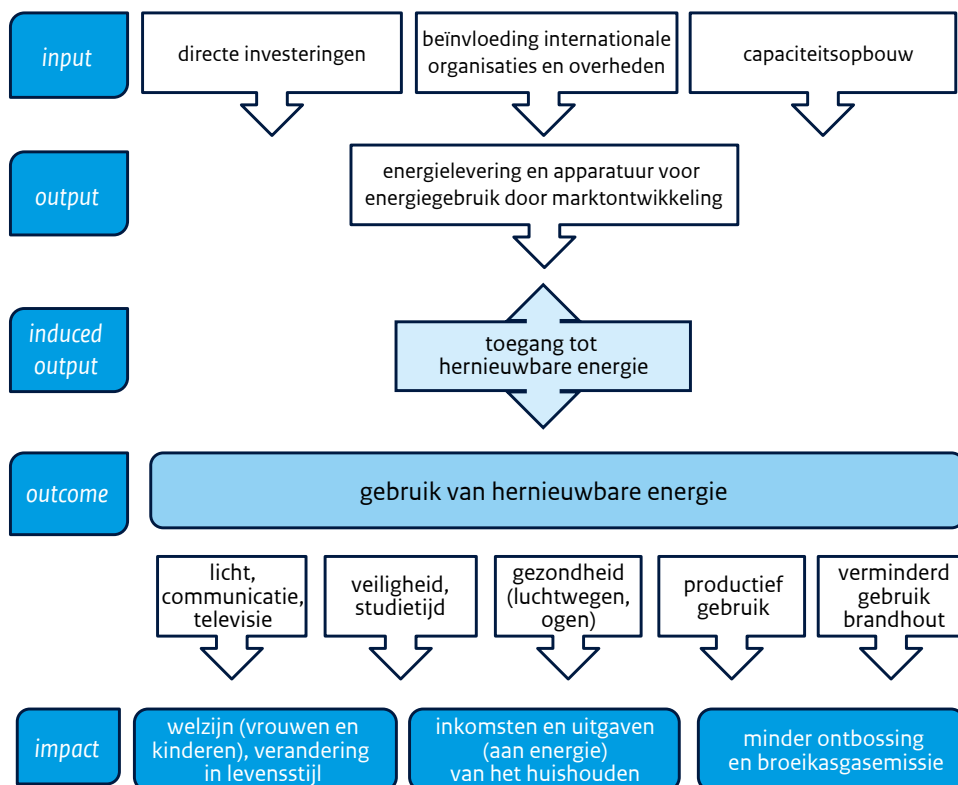 input
directe investeringen
beïnvloeding internationale
organisaties en overheden
capaciteitsopbouw
output
energielevering en apparatuur voor
energiegebruik door marktontwikkeling
induced
output
toegang tot
hernieuwbare energie
outcome
gebruik van hernieuwbare energie
licht,
communicatie,
televisie
veiligheid,
studietijd
gezondheid
(luchtwegen,
ogen)
productief
gebruik
verminderd
gebruik
brandhout
impact
welzijn (vrouwen en
kinderen), verandering
in levensstijl
inkomsten en uitgaven
(aan energie)
van het huishouden
minder ontbossing
en broeikasgasemissie